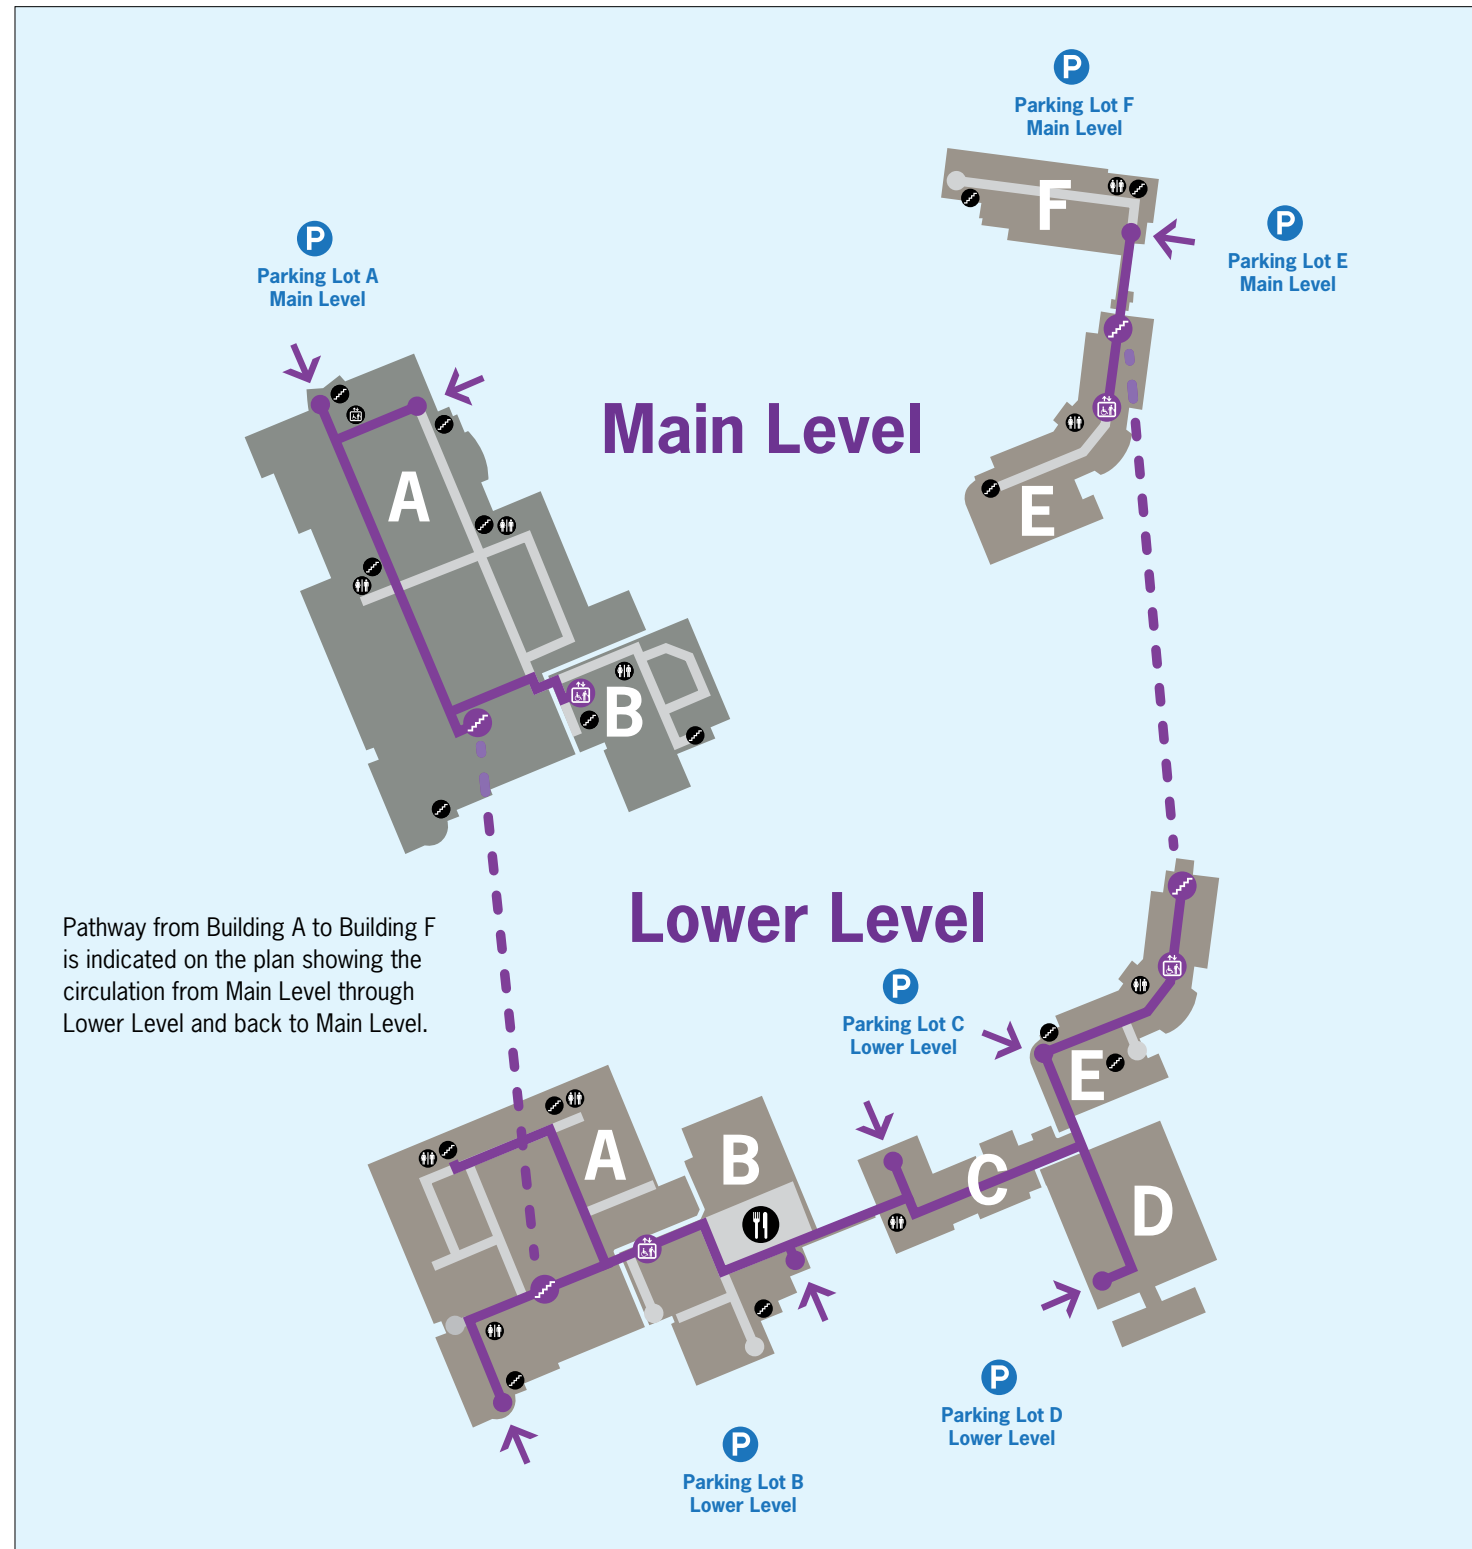 P
Parking Lot F
Main Level
F
P
Parking Lot E
Main Level
P
Parking Lot A
Main Level
Main Level
A
E
B
Lower Level
Pathway from Building A to Building F
is indicated on the plan showing the
circulation from Main Level through
Lower Level and back to Main Level.
P
Parking Lot C
Lower Level
E
A
B
C
D
P
Parking Lot D
Lower Level
P
Parking Lot B
Lower Level